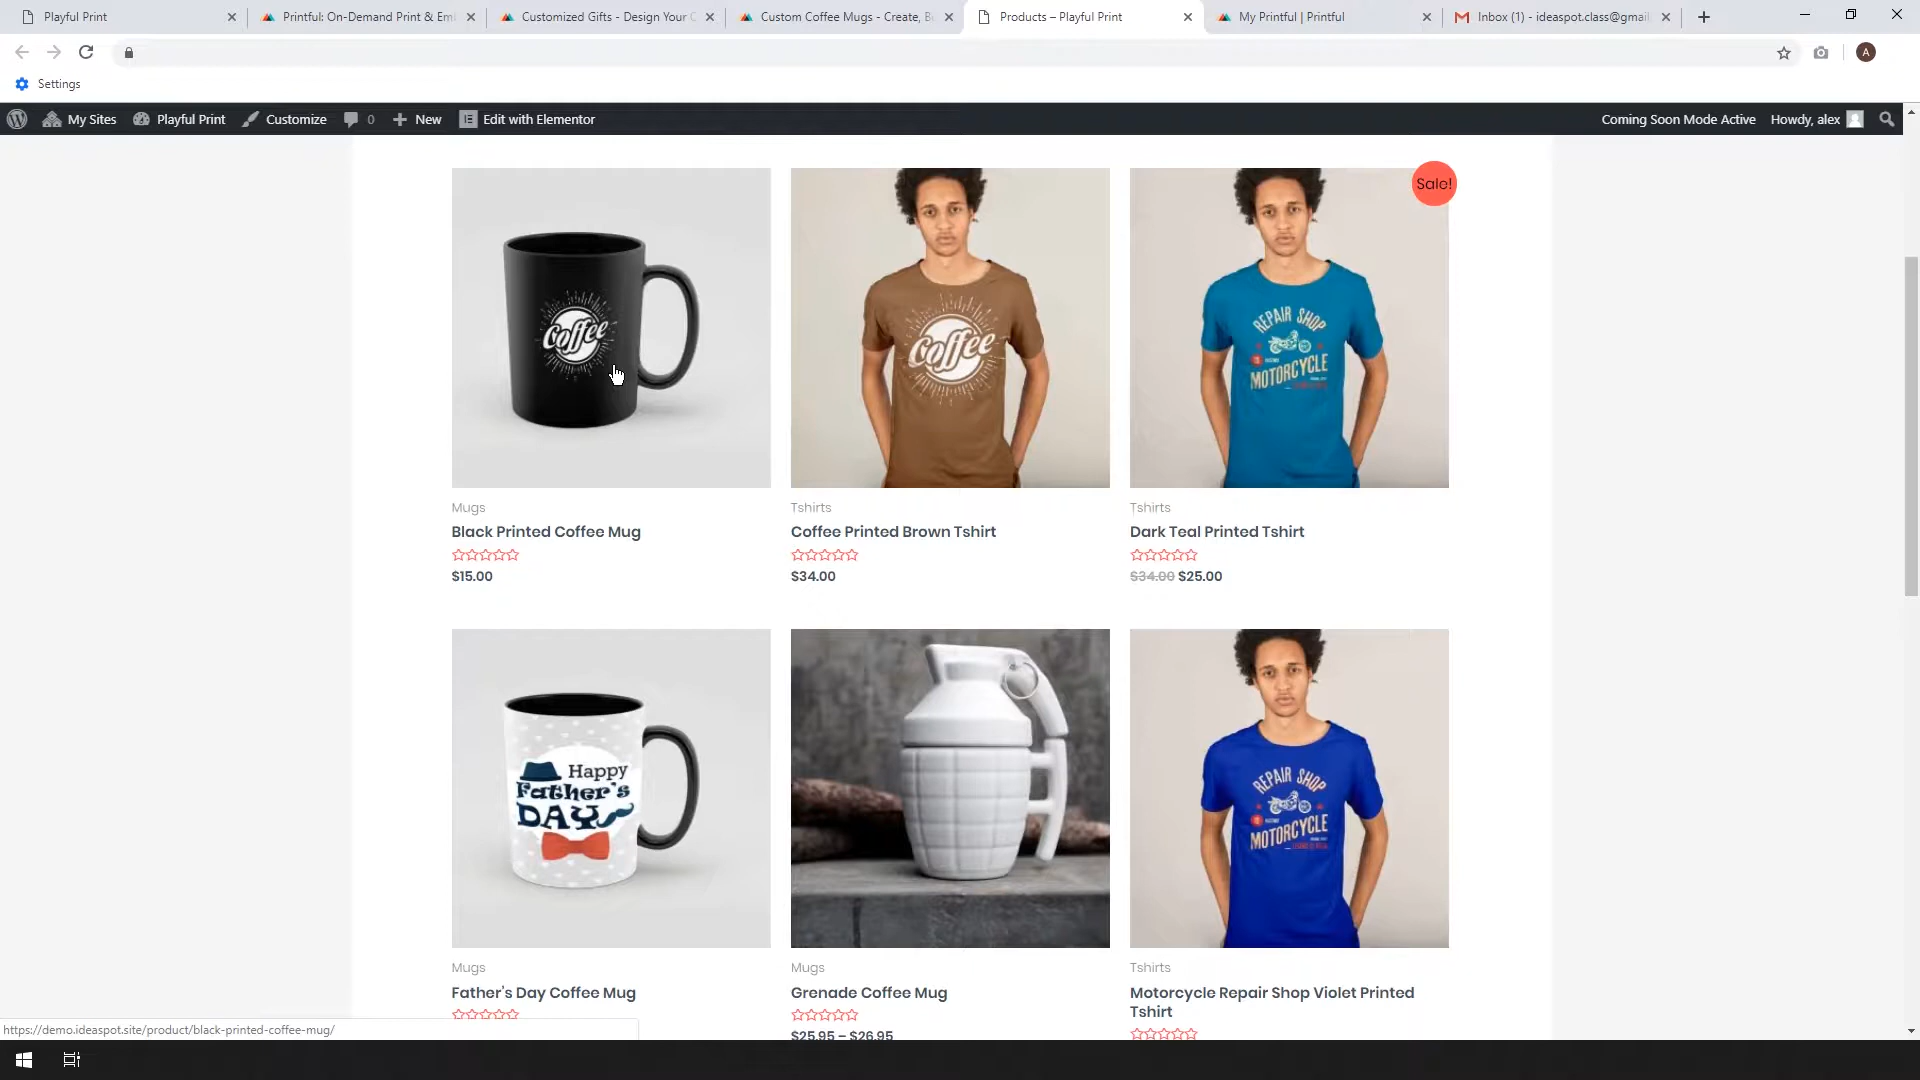 Playful Print
Printful: On-Demand Print & Em
Customized Gifts - Design Your C
Custom Coffee Mugs - Create, B
Products – Playful Print
My Printful | Printful
Inbox (1) - ideaspot.class@gmail
A
Settings
My Sites
Playful Print
Customize
0
New
Edit with Elementor
Coming Soon Mode Active
Howdy, alex
Coffee
Coffee
Sale!
REPAIR SHOP
MOTORCYCLE
Mugs
Black Printed Coffee Mug
$15.00
Tshirts
Coffee Printed Brown Tshirt
$34.00
Tshirts
Dark Teal Printed Tshirt
$34.00 $25.00
Happy
Father's
DAY
REPAIR SHOP
MOTORCYCLE
Mugs
Father's Day Coffee Mug
Mugs
Grenade Coffee Mug
$25.95 – $26.95
Tshirts
Motorcycle Repair Shop Violet Printed
Tshirt
https://demo.ideaspot.site/product/black-printed-coffee-mug/